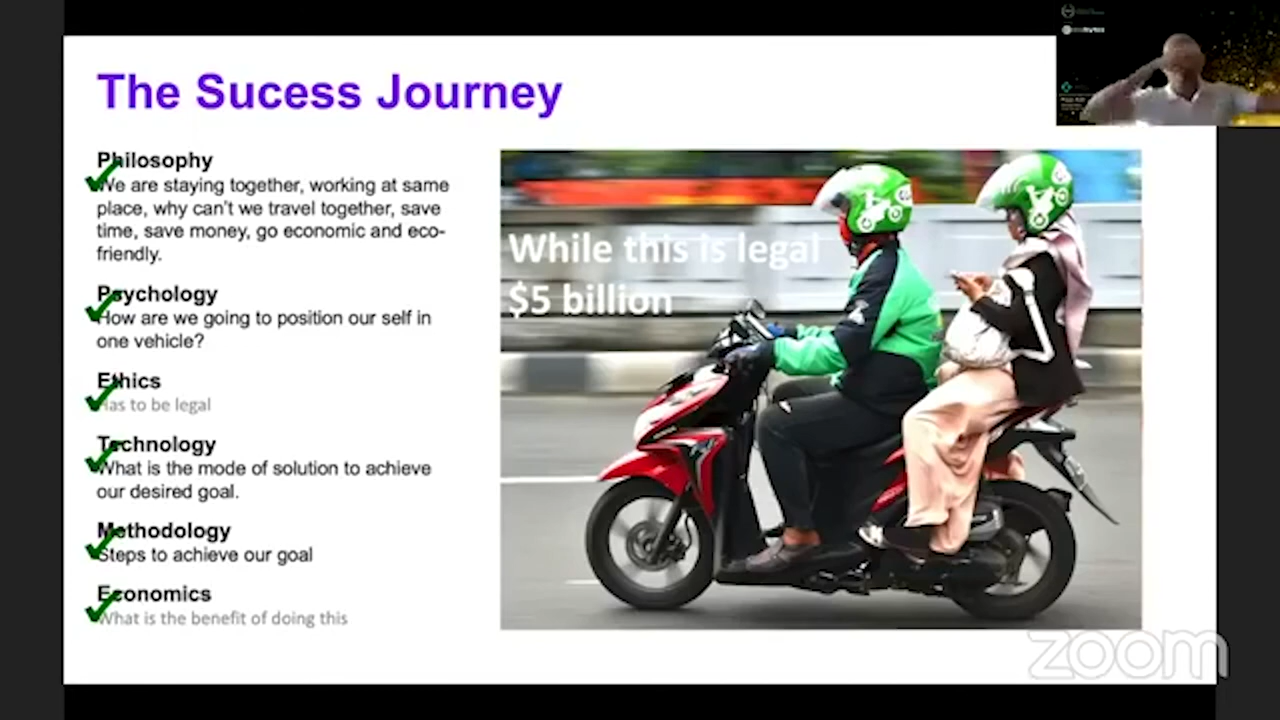 The Sucess Journey
Philosophy
We are staying together, working at same
place, why can't we travel together, save
time, save money, go economic and eco-
friendly.
Psychology
How are we going to position our self in
one vehicle?
Ethics
Has to be legal
Technology
What is the mode of solution to achieve
our desired goal.
Methodology
Steps to achieve our goal
Economics
What is the benefit of doing this
While this is legal
$5 billion
zoom